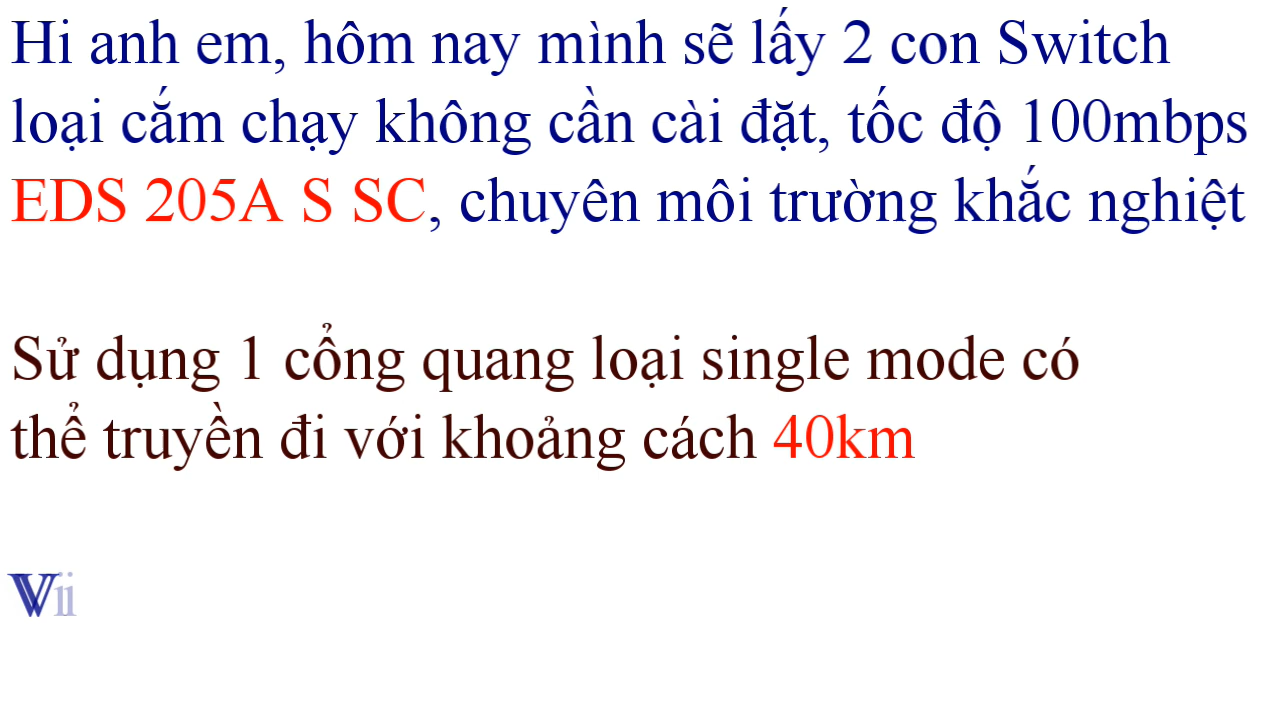 Hi anh em, hôm nay mình sẽ lấy 2 con Switch
loại cắm chạy không cần cài đặt, tốc độ 100mbps
EDS 205A S SC, chuyên môi trường khắc nghiệt
Sử dụng 1 cổng quang loại single mode có
thể truyền đi với khoảng cách 40km
Vii